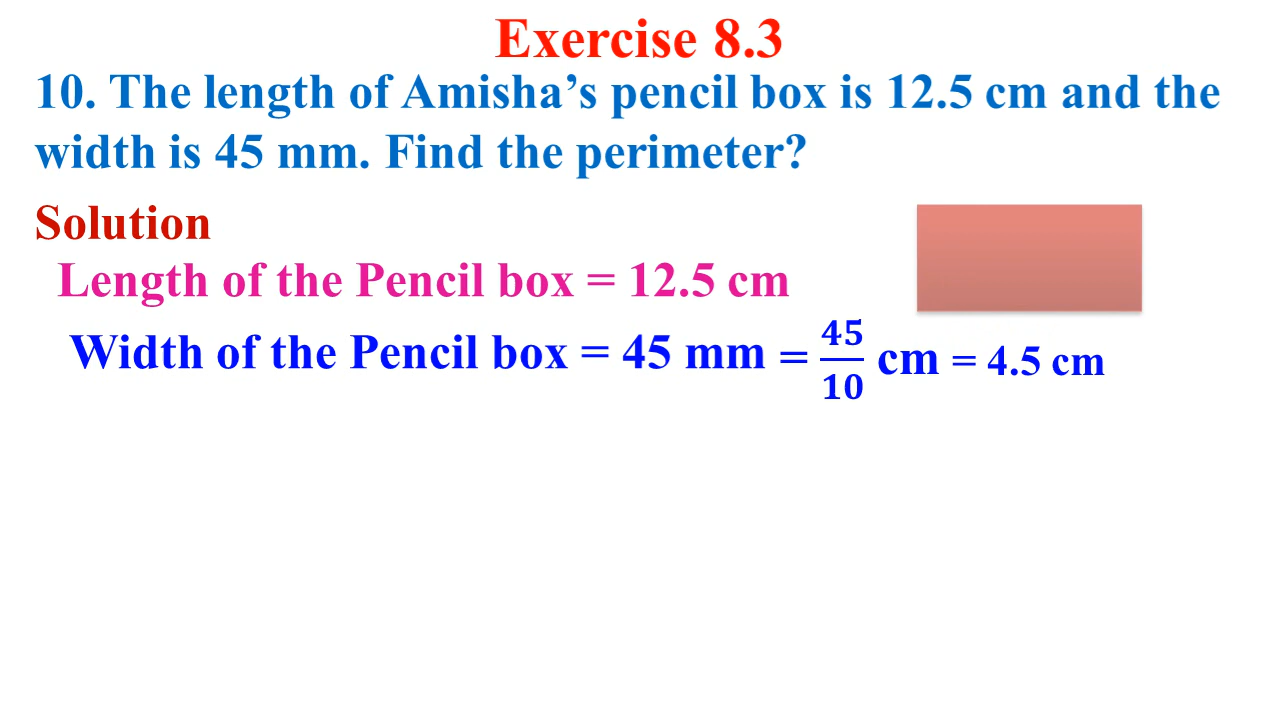 Exercise 8.3
10. The length of Amisha’s pencil box is 12.5 cm and the
width is 45 mm. Find the perimeter?
Solution
Length of the Pencil box = 12.5 cm
Width of the Pencil box = 45 mm = 45/10 cm = 4.5 cm